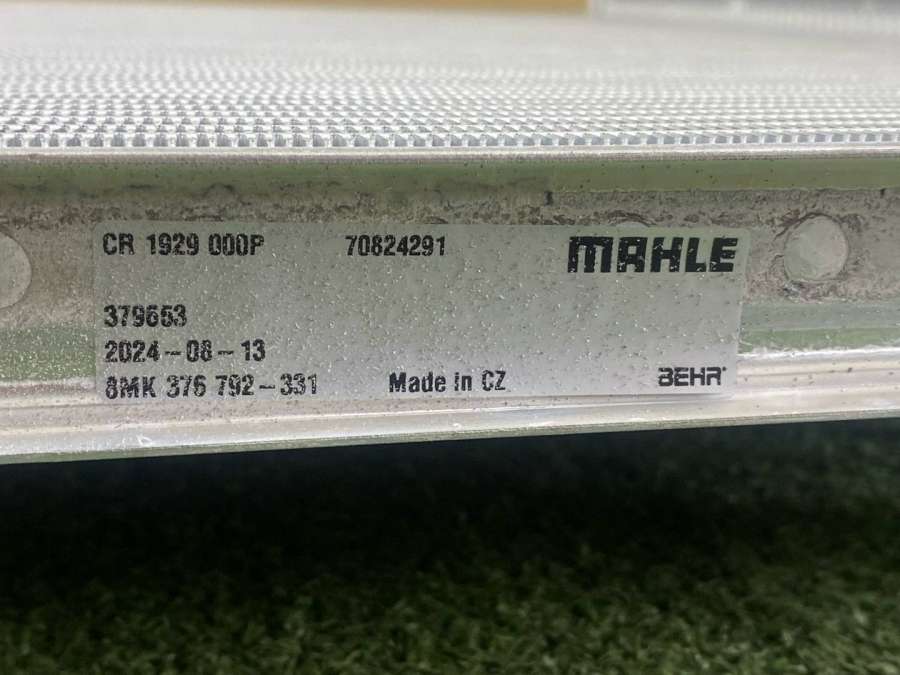 CR 1929 000P 70824291 MAHLE
379653
2024-08-13
8MK 376 792-331 Made in CZ BEHR